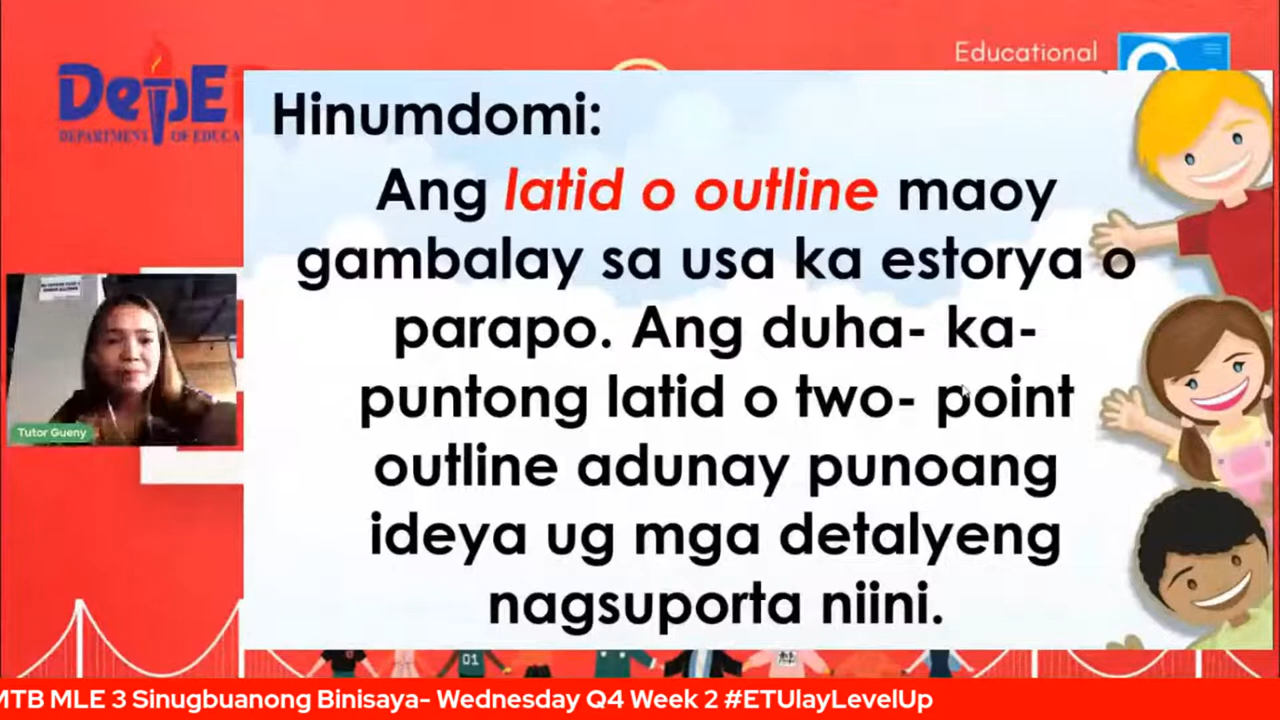 Educational
DepE
DEPARTMENT OF EDUCA
Hinumdomi:
Ang latid o outline maoy
gambalay sa usa ka estorya o
parapo. Ang duha- ka-
puntong latid o two- point
outline adunay punoang
ideya ug mga detalyeng
nagsuporta niini.
Tutor Gueny
01
MTB MLE 3 Sinugbuanong Binisaya- Wednesday Q4 Week 2 #ETUlayLevelUp